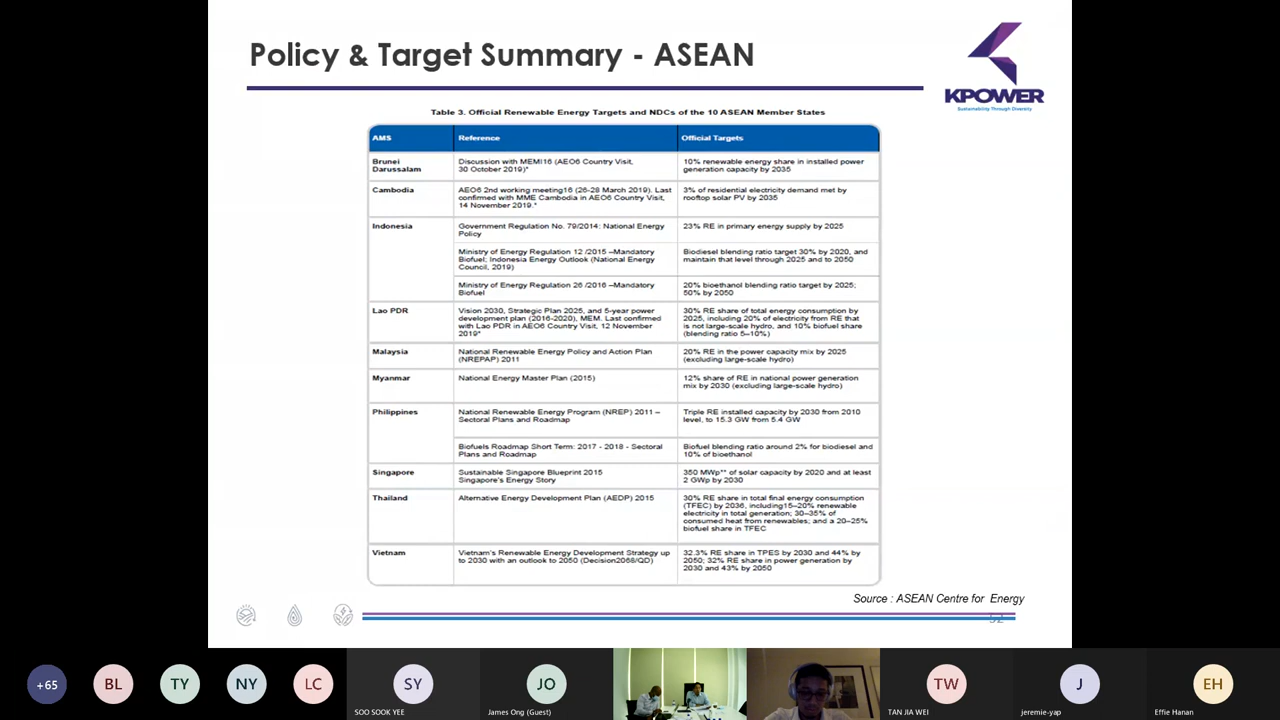 Policy & Target Summary - ASEAN
KPOWER
Sustainability Through Diversity
Table 3. Official Renewable Energy Targets and NDCs of the 10 ASEAN Member States
AMS
Reference
Official Targets
Brunei
Darussalam
Discussion with MEMI16 (AEO6 Country Visit,
30 October 2019)*
10% renewable energy share in installed power
generation capacity by 2035
Cambodia
AEO6 2nd working meeting16 (26-28 March 2019). Last
confirmed with MME Cambodia in AEO6 Country Visit,
14 November 2019.*
3% of residential electricity demand met by
rooftop solar PV by 2035
Indonesia
Government Regulation No. 79/2014: National Energy
Policy
23% RE in primary energy supply by 2025
Ministry of Energy Regulation 12 /2015 –Mandatory
Biofuel; Indonesia Energy Outlook (National Energy
Council, 2019)
Biodiesel blending ratio target 30% by 2020, and
maintain that level through 2025 and to 2050
Ministry of Energy Regulation 26 /2016 –Mandatory
Biofuel
20% bioethanol blending ratio target by 2025;
50% by 2050
Lao PDR
Vision 2030, Strategic Plan 2025, and 5-year power
development plan (2016-2020), MEM. Last confirmed
with Lao PDR in AEO6 Country Visit, 12 November
2019*
30% RE share of total energy consumption by
2025, including 20% of electricity from RE that
is not large-scale hydro, and 10% biofuel share
(blending ratio 5–10%)
Malaysia
National Renewable Energy Policy and Action Plan
(NREPAP) 2011
20% RE in the power capacity mix by 2025
(excluding large-scale hydro)
Myanmar
National Energy Master Plan (2015)
12% share of RE in national power generation
mix by 2030 (excluding large-scale hydro)
Philippines
National Renewable Energy Program (NREP) 2011 –
Sectoral Plans and Roadmap
Triple RE installed capacity by 2030 from 2010
level, to 15.3 GW from 5.4 GW
Biofuels Roadmap Short Term: 2017 - 2018 - Sectoral
Plans and Roadmap
Biofuel blending ratio around 2% for biodiesel and
10% of bioethanol
Singapore
Sustainable Singapore Blueprint 2015
Singapore's Energy Story
350 MWp** of solar capacity by 2020 and at least
2 GWp by 2030
Thailand
Alternative Energy Development Plan (AEDP) 2015
30% RE share in total final energy consumption
(TFEC) by 2036, including15–20% renewable
electricity in total generation; 30–35% of
consumed heat from renewables; and a 20–25%
biofuel share in TFEC
Vietnam
Vietnam's Renewable Energy Development Strategy up
to 2030 with an outlook to 2050 (Decision2068/QD)
32.3% RE share in TPES by 2030 and 44% by
2050; 32% RE share in power generation by
2030 and 43% by 2050
Source : ASEAN Centre for Energy
52
+65
BL
TY
NY
LC
SY
SOO SOOK YEE
JO
James Ong (Guest)
TW
TAN JIA WEI
J
jeremie-yap
EH
Effie Hanan